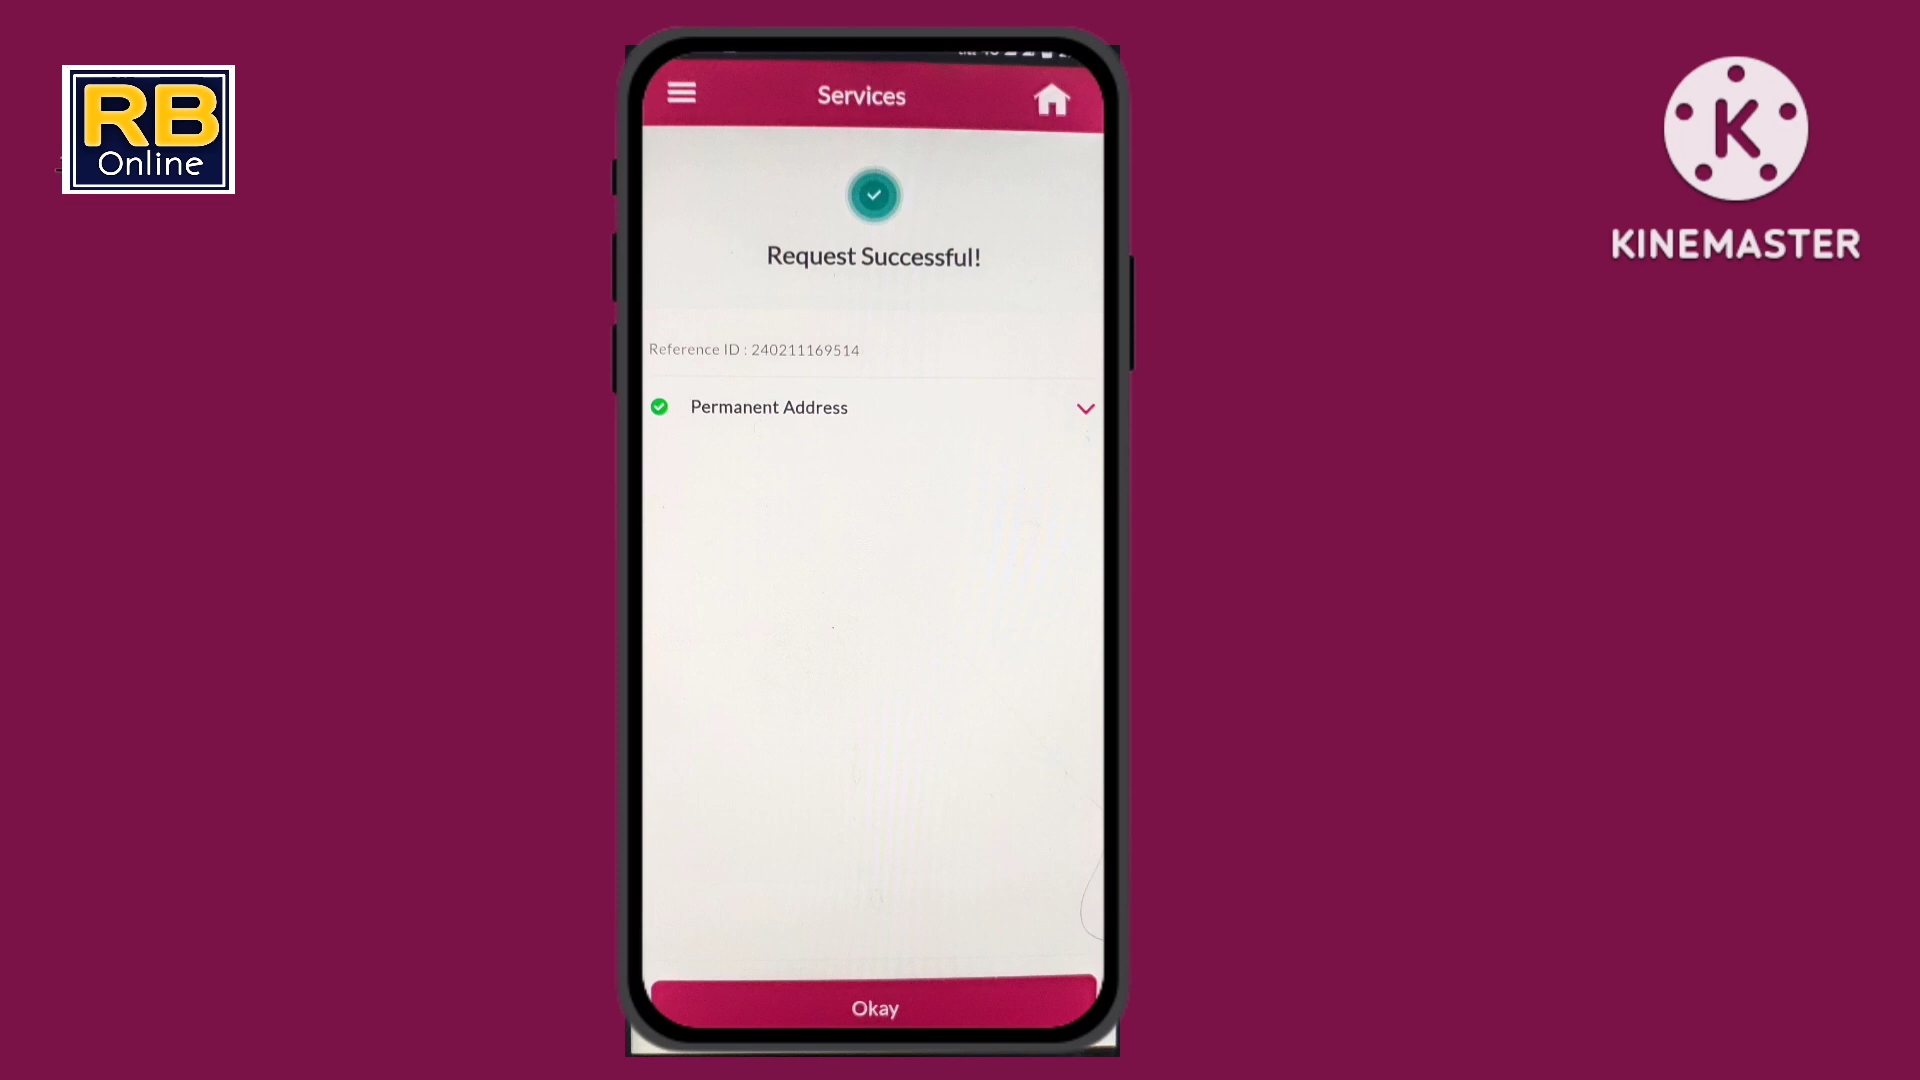 RB
Online
K
KINEMASTER
Services
Request Successful!
Reference ID : 240211169514
Permanent Address
Okay